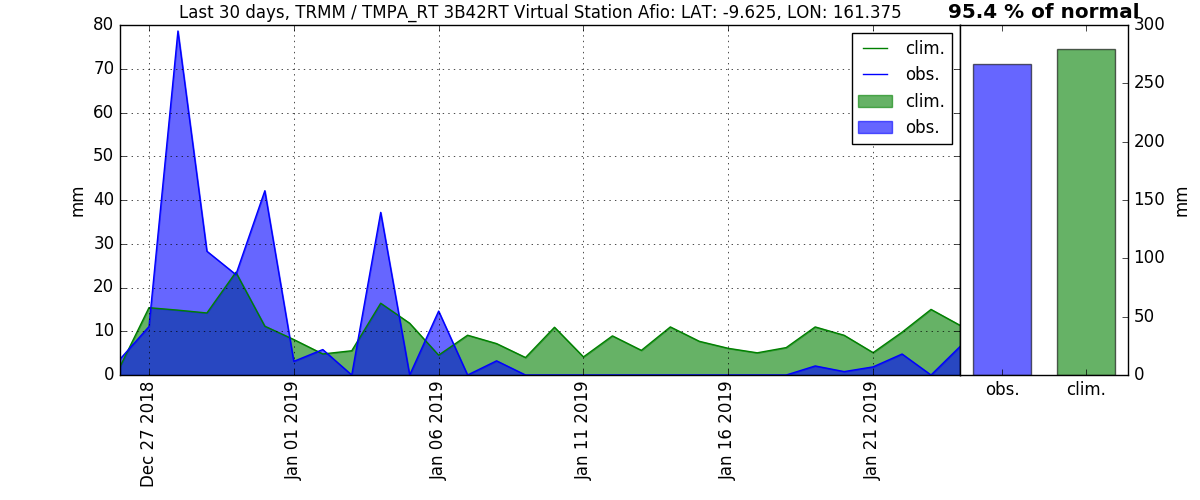 Last 30 days, TRMM / TMPA_RT 3B42RT Virtual Station Afio: LAT: -9.625, LON: 161.375
95.4 % of normal
80
70
60
50
40
30
20
10
0
mm
clim.
obs.
clim.
obs.
Dec 27 2018
Jan 01 2019
Jan 06 2019
Jan 11 2019
Jan 16 2019
Jan 21 2019
300
250
200
150
100
50
0
mm
obs.
clim.